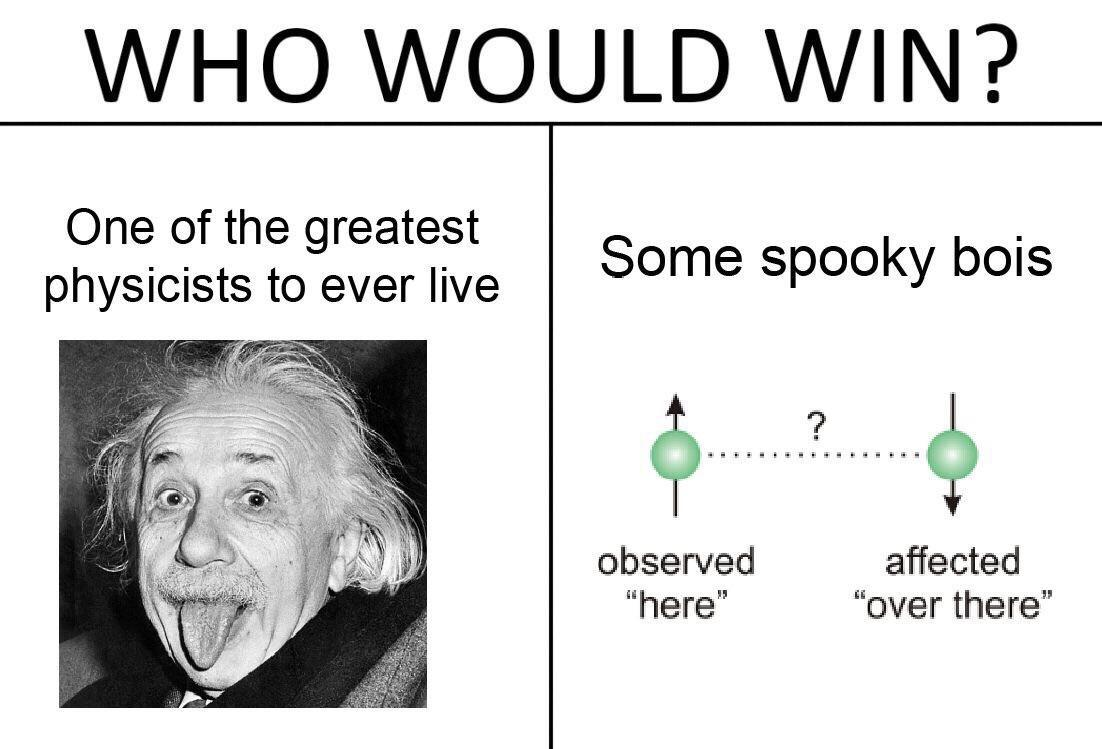 WHO WOULD WIN?
One of the greatest
physicists to ever live
Some spooky bois
?
observed
“here”
affected
“over there”